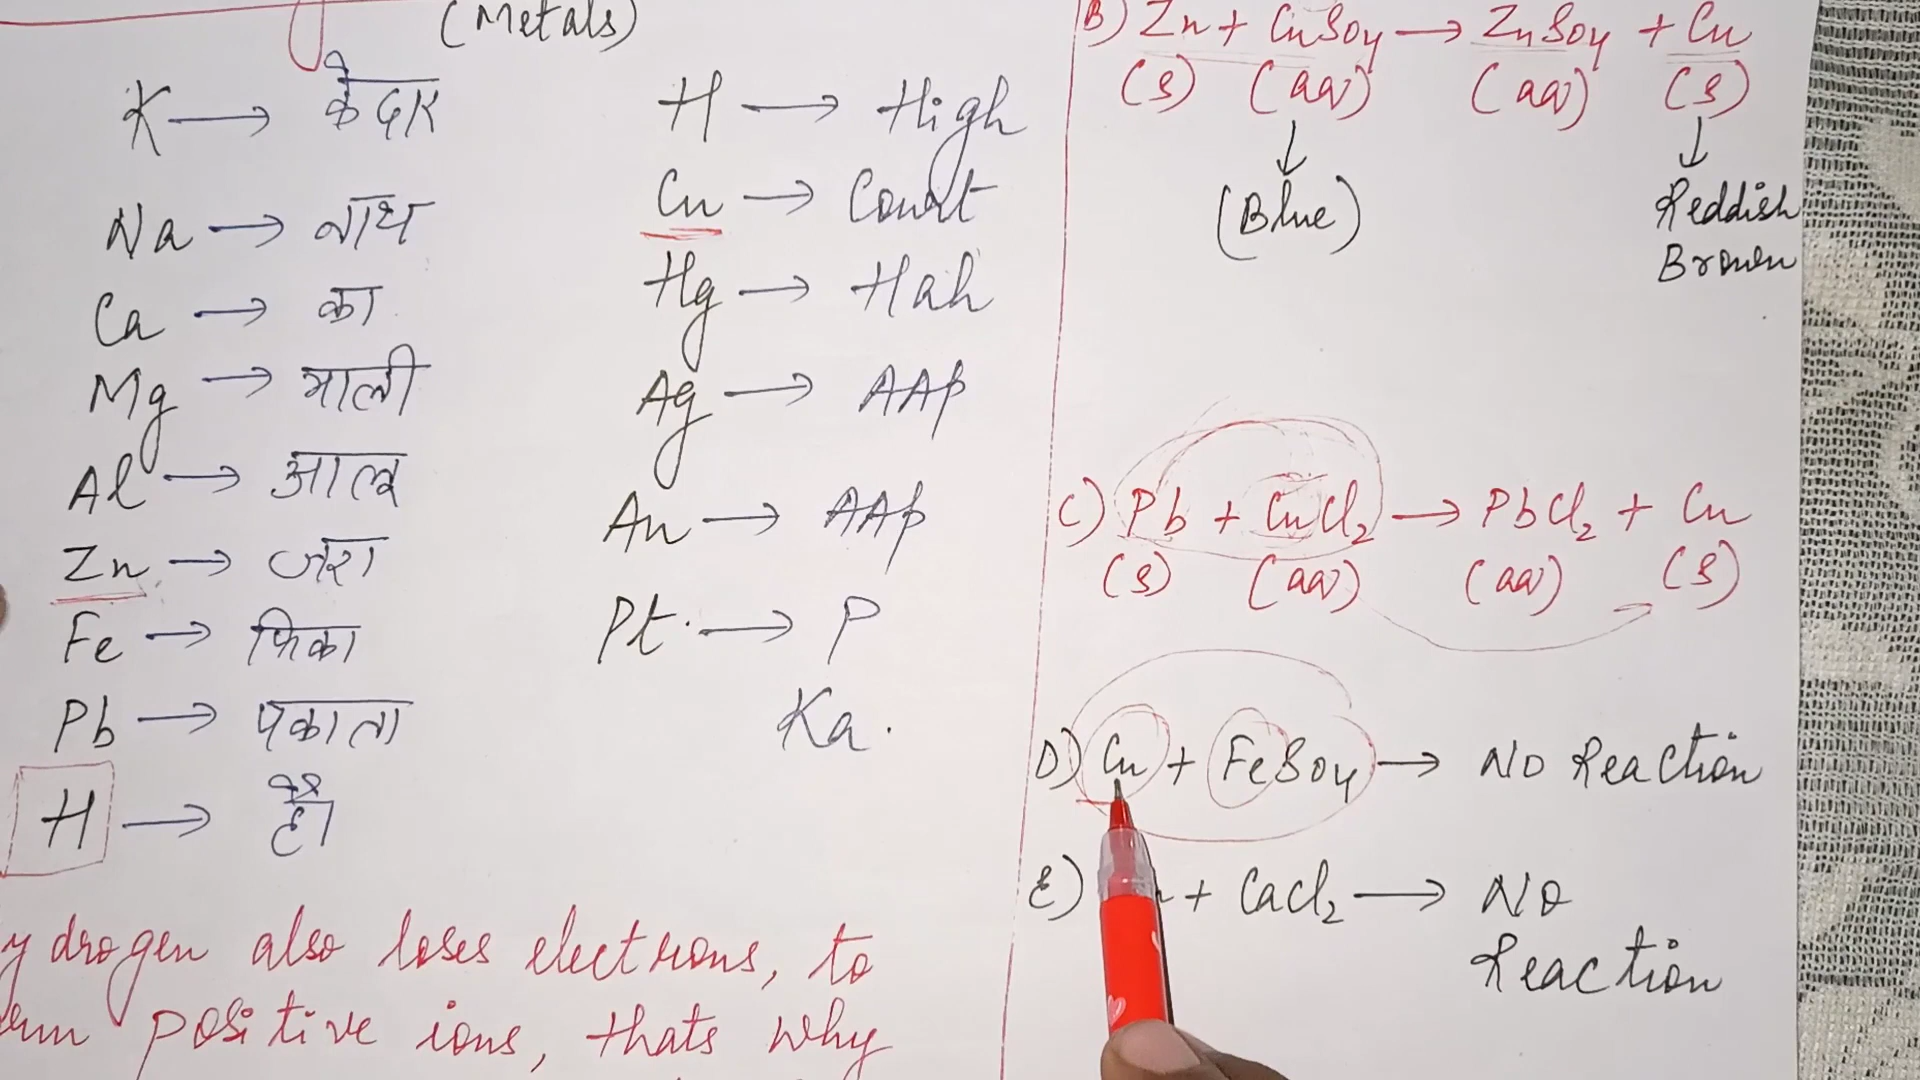 (Metals)
K → केदार
Na → नाथ
Ca → का
Mg → माली
Al → आलू
Zn → जरा
Fe → फिका
Pb → पकाता
H → है।
H → High
Cu → Court
Hg → Hah
Ag → AAp
Au → AAp
Pt. → P
Ka.
ydrogen also loses electrons, to
positive ions, thats why
B) Zn + CuSO4 → ZnSO4 + Cu
(s) (aq) (aq) (s)
↓ ↓
(Blue) Reddish
Brown
C) Pb + CuCl2 → PbCl2 + Cu
(s) (aq) (aq) (s)
D) Cu + FeSO4 → No Reaction
E) + CaCl2 → No
Reaction